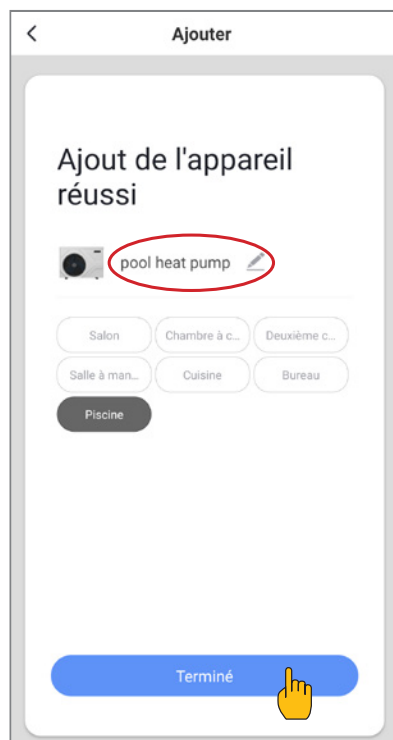 Ajouter
Ajout de l'appareil
réussi
pool heat pump
Salon
Chambre à c...
Deuxième c...
Salle à man...
Cuisine
Bureau
Piscine
Terminé